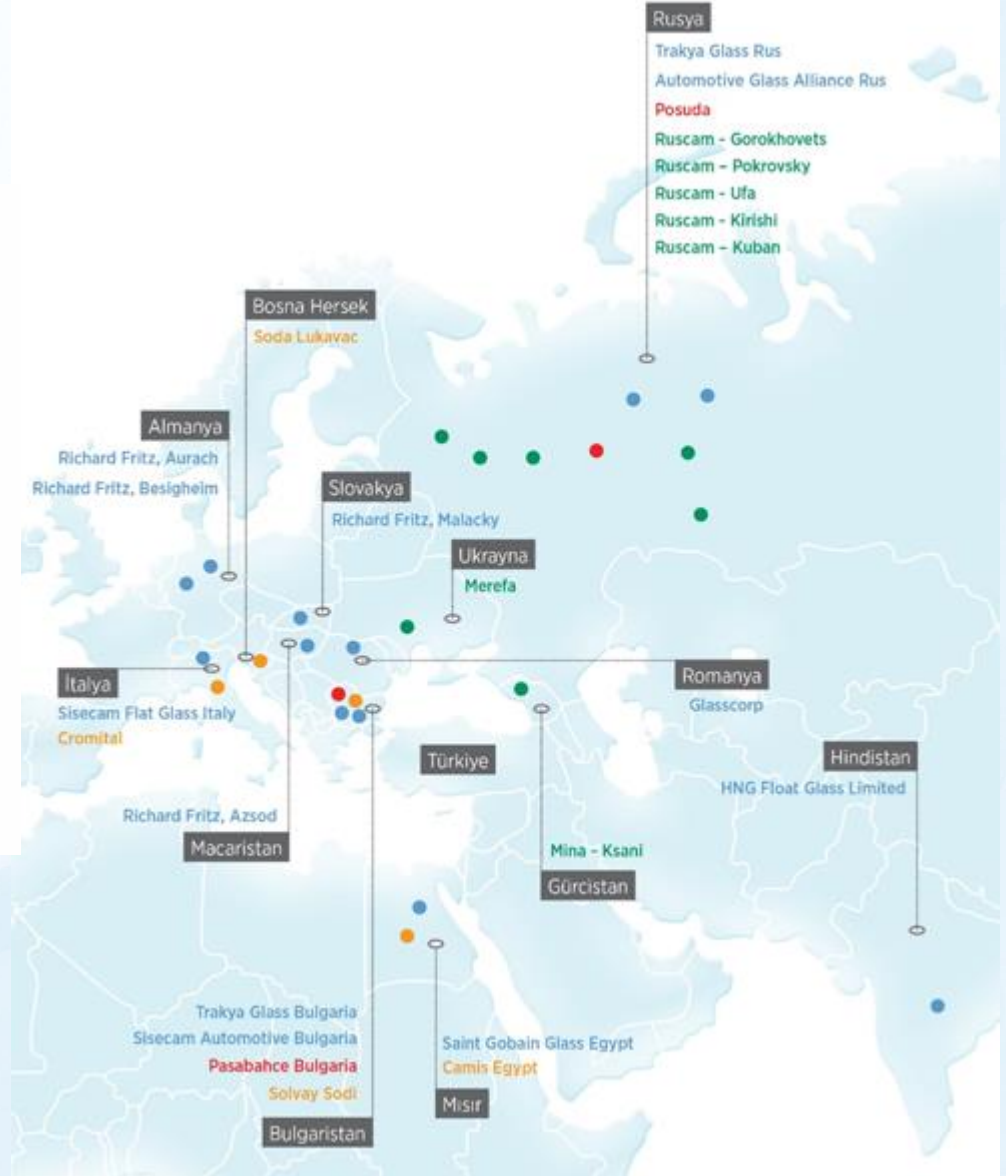 Rusya
Trakya Glass Rus
Automotive Glass Alliance Rus
Posuda
Ruscam - Gorokhovets
Ruscam – Pokrovsky
Ruscam - Ufa
Ruscam - Kirishi
Ruscam – Kuban
Bosna Hersek
Soda Lukavac
Almanya
Richard Fritz, Aurach
Richard Fritz, Besigheim
Slovakya
Richard Fritz, Malacky
Ukrayna
Merefa
İtalya
Sisecam Flat Glass Italy
Cromital
Romanya
Glasscorp
Türkiye
Hindistan
HNG Float Glass Limited
Richard Fritz, Azsod
Macaristan
Mina - Ksani
Gürcistan
Trakya Glass Bulgaria
Sisecam Automotive Bulgaria
Pasabahce Bulgaria
Solvay Sodi
Bulgaristan
Saint Gobain Glass Egypt
Camis Egypt
Mısır